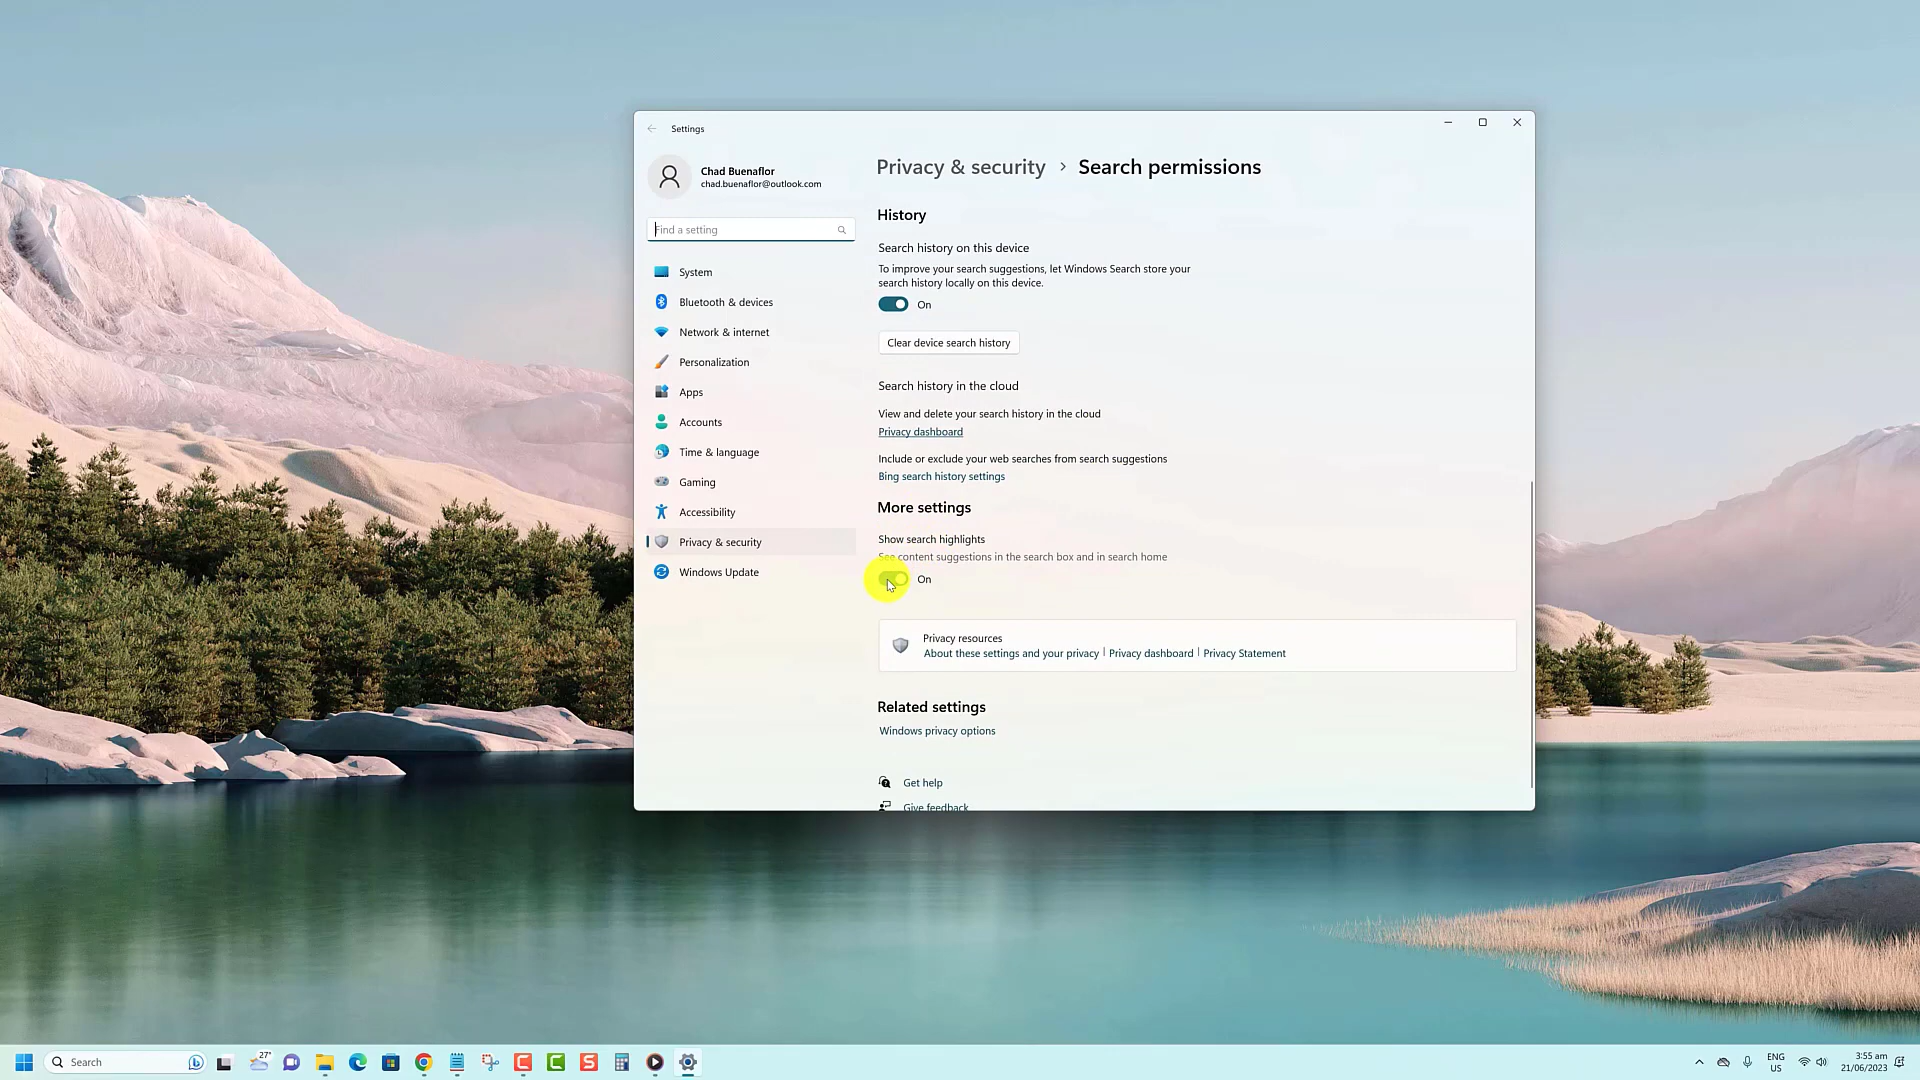 Settings
Chad Buenaflor
chad.buenaflor@outlook.com
Find a setting
System
Bluetooth & devices
Network & internet
Personalization
Apps
Accounts
Time & language
Gaming
Accessibility
Privacy & security
Windows Update
Privacy & security > Search permissions
History
Search history on this device
To improve your search suggestions, let Windows Search store your
search history locally on this device.
On
Clear device search history
Search history in the cloud
View and delete your search history in the cloud
Privacy dashboard
Include or exclude your web searches from search suggestions
Bing search history settings
More settings
Show search highlights
See content suggestions in the search box and in search home
On
Privacy resources
About these settings and your privacy | Privacy dashboard | Privacy Statement
Related settings
Windows privacy options
Get help
Give feedback
Search
27°
ENG
US
3:55 am
21/06/2023